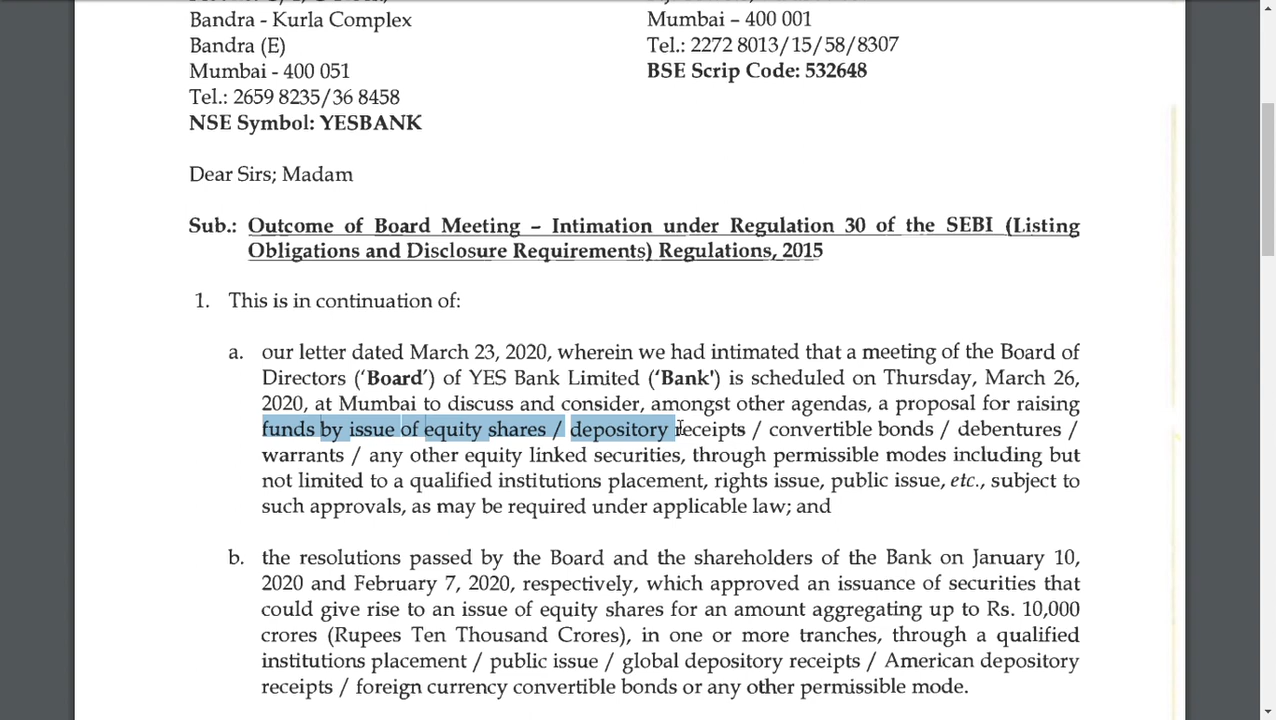 Bandra - Kurla Complex
Bandra (E)
Mumbai - 400 051
Tel.: 2659 8235/36 8458
NSE Symbol: YESBANK
Mumbai – 400 001
Tel.: 2272 8013/15/58/8307
BSE Scrip Code: 532648
Dear Sirs; Madam
Sub.: Outcome of Board Meeting – Intimation under Regulation 30 of the SEBI (Listing
Obligations and Disclosure Requirements) Regulations, 2015
1. This is in continuation of:
a. our letter dated March 23, 2020, wherein we had intimated that a meeting of the Board of
Directors ('Board') of YES Bank Limited ('Bank') is scheduled on Thursday, March 26,
2020, at Mumbai to discuss and consider, amongst other agendas, a proposal for raising
funds by issue of equity shares / depository receipts / convertible bonds / debentures /
warrants / any other equity linked securities, through permissible modes including but
not limited to a qualified institutions placement, rights issue, public issue, etc., subject to
such approvals, as may be required under applicable law; and
b. the resolutions passed by the Board and the shareholders of the Bank on January 10,
2020 and February 7, 2020, respectively, which approved an issuance of securities that
could give rise to an issue of equity shares for an amount aggregating up to Rs. 10,000
crores (Rupees Ten Thousand Crores), in one or more tranches, through a qualified
institutions placement / public issue / global depository receipts / American depository
receipts / foreign currency convertible bonds or any other permissible mode.